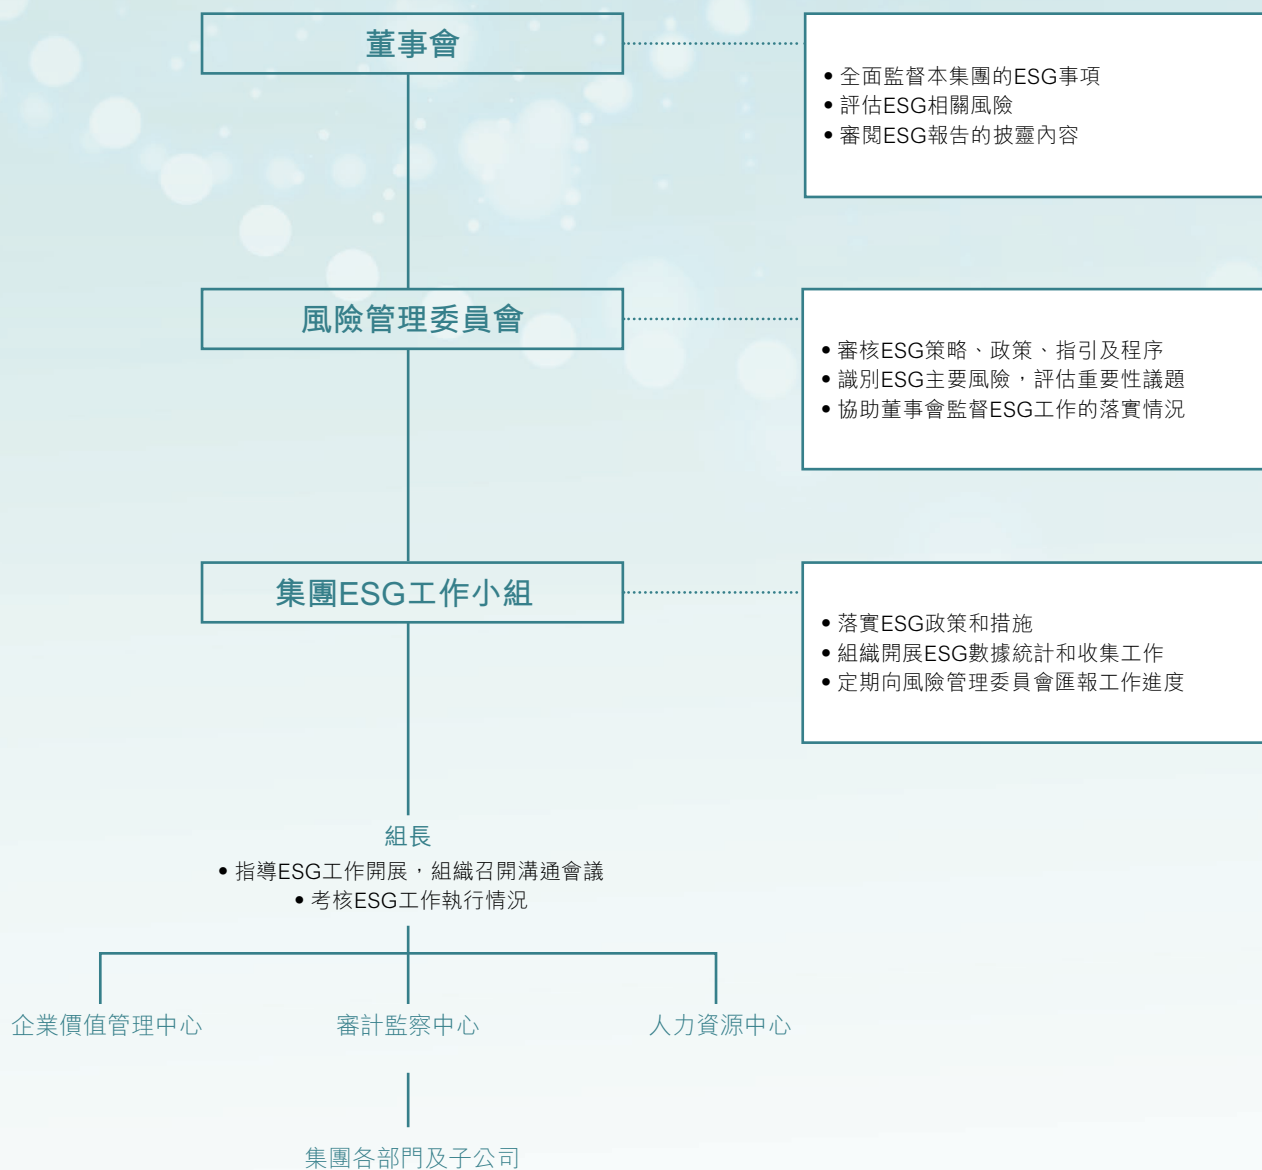 董事會
• 全面監督本集團的ESG事項
• 評估ESG相關風險
• 審閱ESG報告的披靈內容
風險管理委員會
• 審核ESG策略、政策、指引及程序
• 識別ESG主要風險，評估重要性議題
• 協助董事會監督ESG工作的落實情況
集團ESG工作小組
• 落實ESG政策和措施
• 組織開展ESG數據統計和收集工作
• 定期向風險管理委員會匯報工作進度
組長
• 指導ESG工作開展，組織召開溝通會議
• 考核ESG工作執行情况
企業價值管理中心
審計監察中心
人力資源中心
集團各部門及子公司